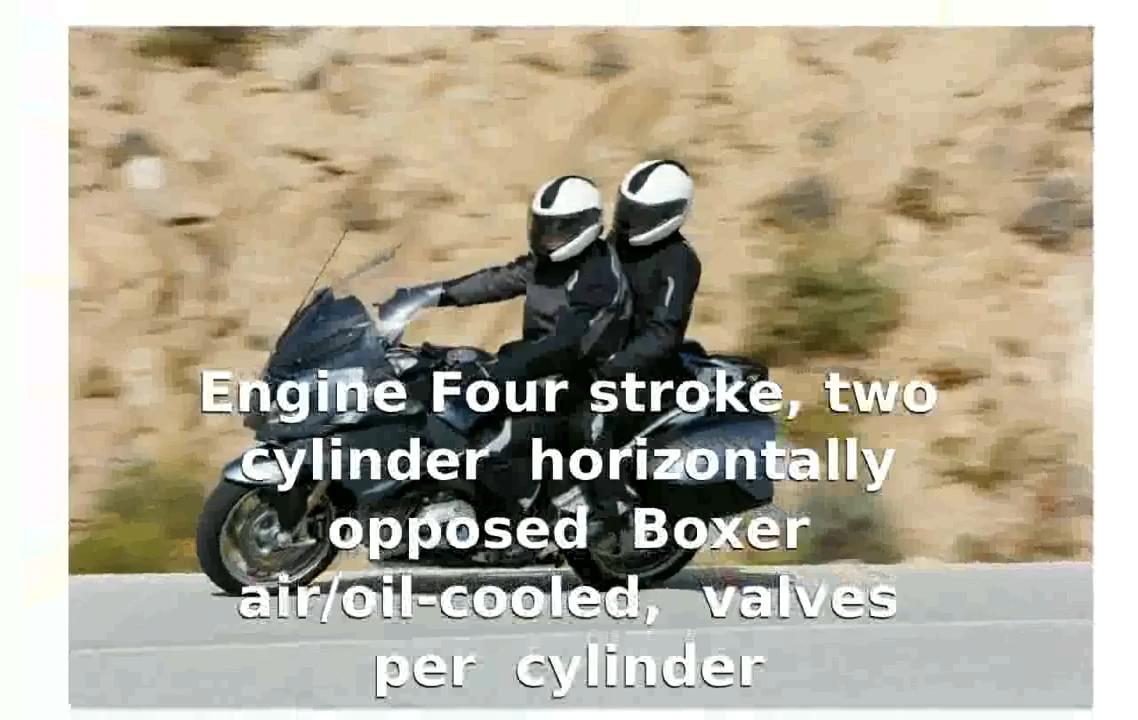 Engine Four stroke, two
cylinder horizontally
opposed Boxer
air/oil-cooled, valves
per cylinder